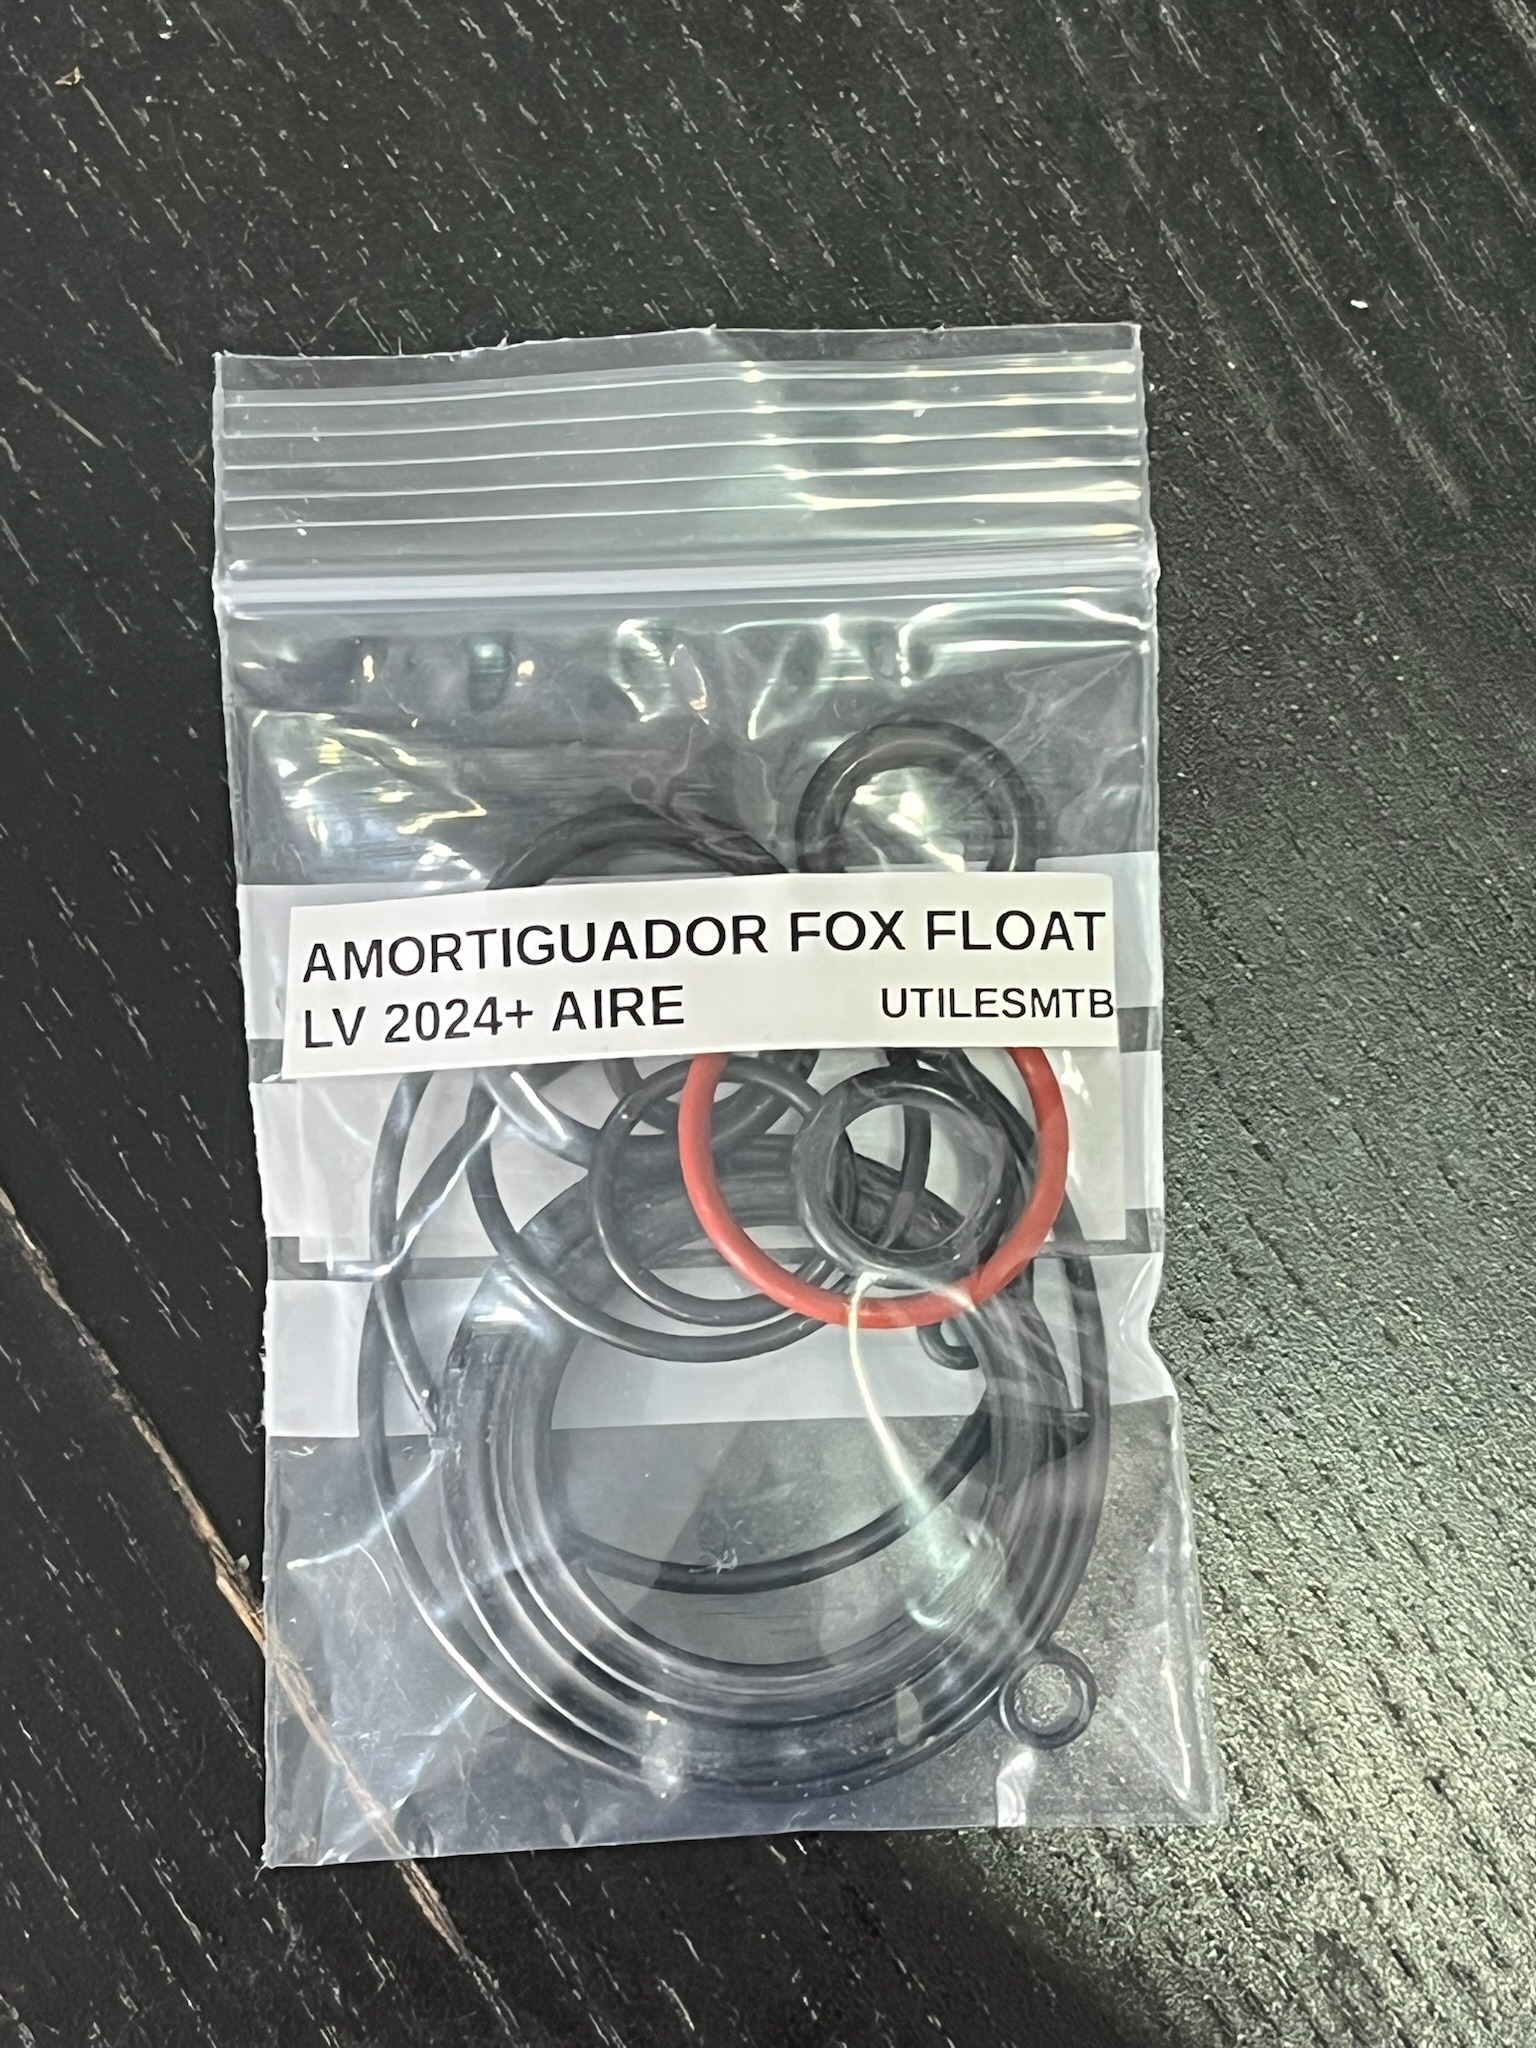 AMORTIGUADOR FOX FLOAT
LV 2024+ AIRE UTILESMTB